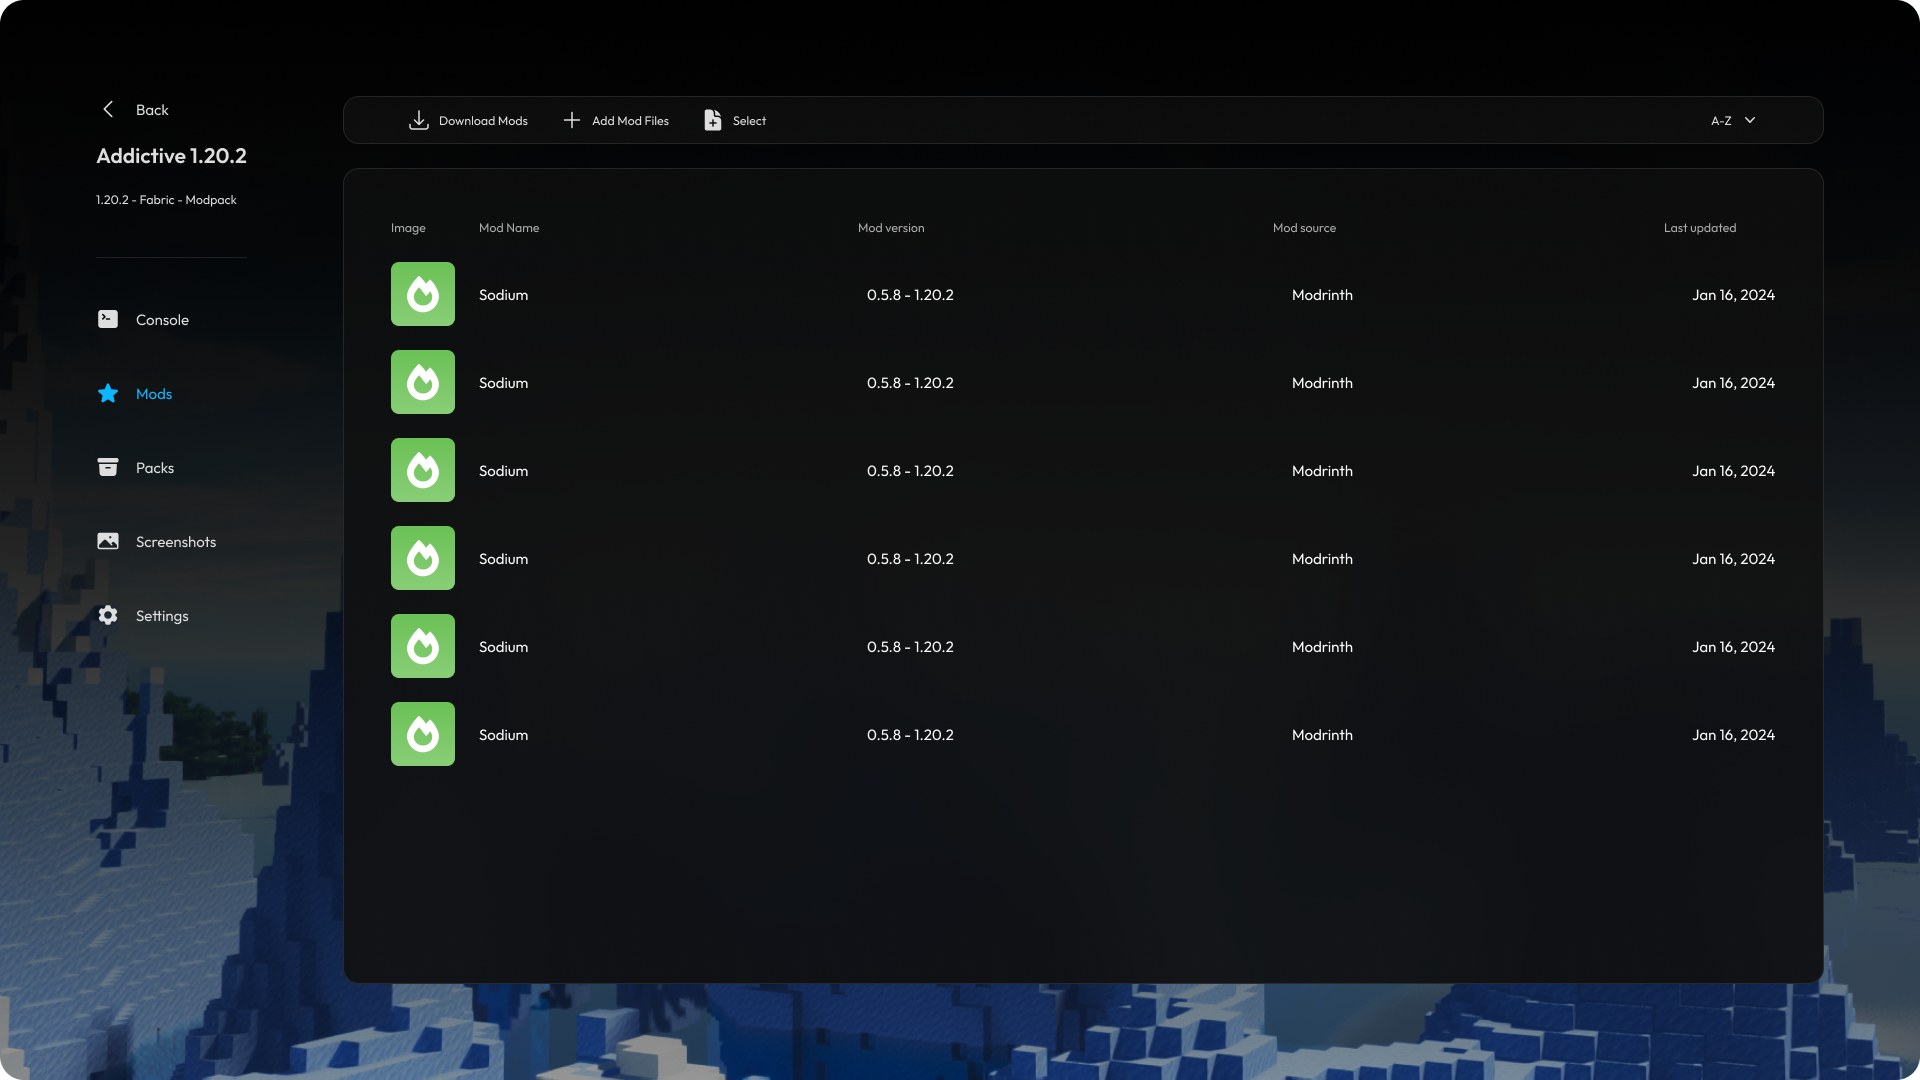 Back
Addictive 1.20.2
1.20.2 - Fabric - Modpack
Console
Mods
Packs
Screenshots
Settings
Download Mods Add Mod Files Select A-Z
Image Mod Name Mod version Mod source Last updated
Sodium 0.5.8 - 1.20.2 Modrinth Jan 16, 2024
Sodium 0.5.8 - 1.20.2 Modrinth Jan 16, 2024
Sodium 0.5.8 - 1.20.2 Modrinth Jan 16, 2024
Sodium 0.5.8 - 1.20.2 Modrinth Jan 16, 2024
Sodium 0.5.8 - 1.20.2 Modrinth Jan 16, 2024
Sodium 0.5.8 - 1.20.2 Modrinth Jan 16, 2024